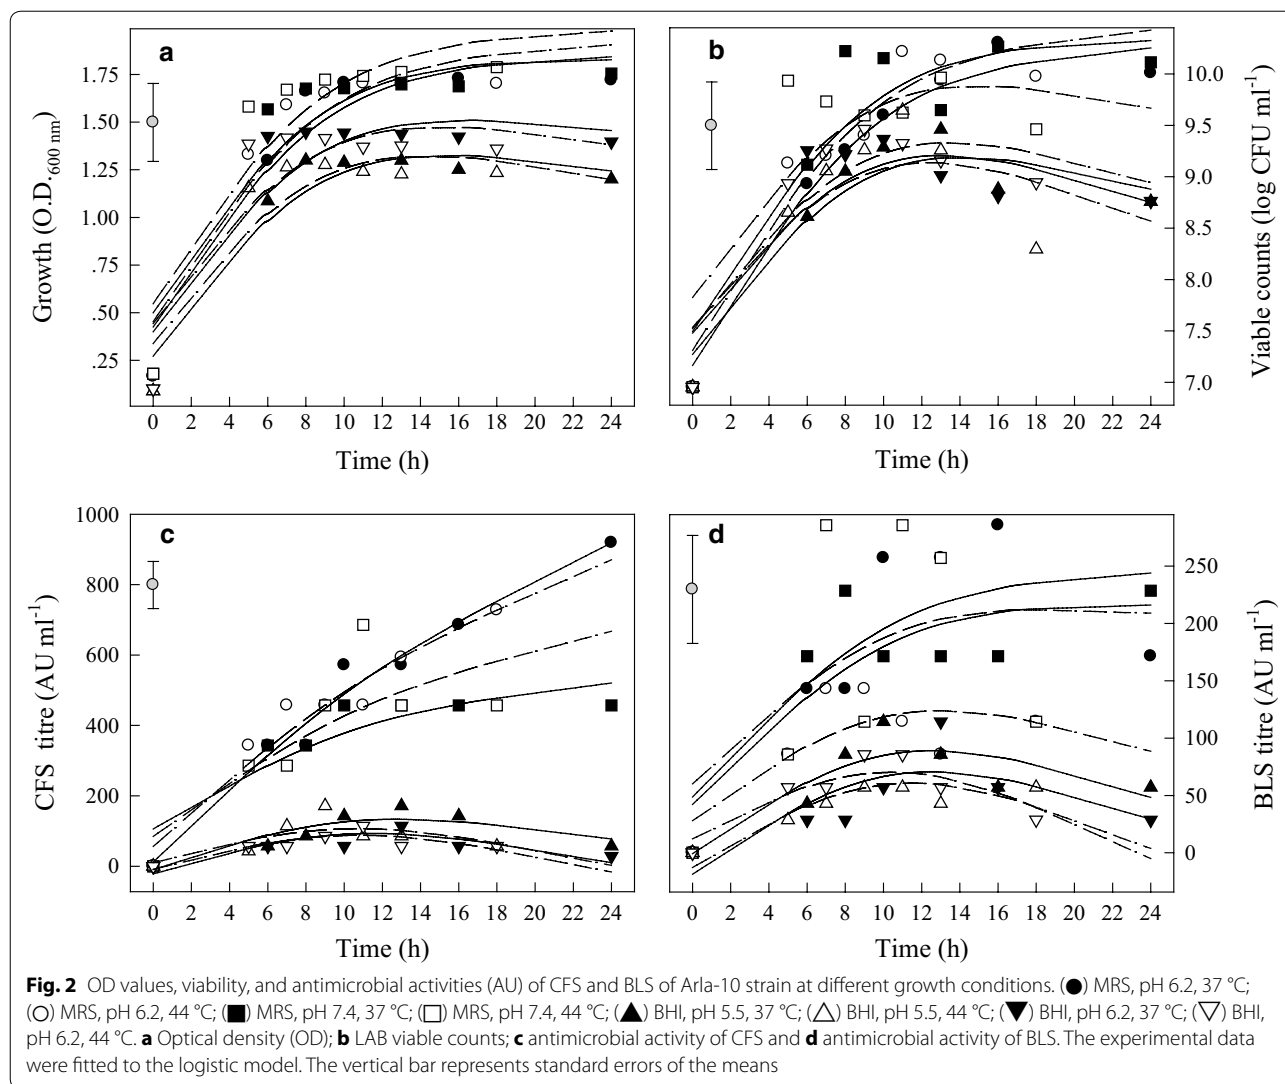 a
1.75
1.50
1.25
1.00
.75
.50
.25
Growth (O.D.600 nm)
0 2 4 6 8 10 12 14 16 18 20 22 24
Time (h)
b
10.0
9.5
9.0
8.5
8.0
7.5
7.0
Viable counts (log CFU ml-1)
0 2 4 6 8 10 12 14 16 18 20 22 24
Time (h)
c
1000
800
600
400
200
0
CFS titre (AU ml-1)
0 2 4 6 8 10 12 14 16 18 20 22 24
Time (h)
d
250
200
150
100
50
0
BLS titre (AU ml-1)
0 2 4 6 8 10 12 14 16 18 20 22 24
Time (h)
Fig. 2 OD values, viability, and antimicrobial activities (AU) of CFS and BLS of Arla-10 strain at different growth conditions. (●) MRS, pH 6.2, 37 °C;
(○) MRS, pH 6.2, 44 °C; (■) MRS, pH 7.4, 37 °C; (□) MRS, pH 7.4, 44 °C; (▲) BHI, pH 5.5, 37 °C; (△) BHI, pH 5.5, 44 °C; (▼) BHI, pH 6.2, 37 °C; (▽) BHI,
pH 6.2, 44 °C. a Optical density (OD); b LAB viable counts; c antimicrobial activity of CFS and d antimicrobial activity of BLS. The experimental data
were fitted to the logistic model. The vertical bar represents standard errors of the means